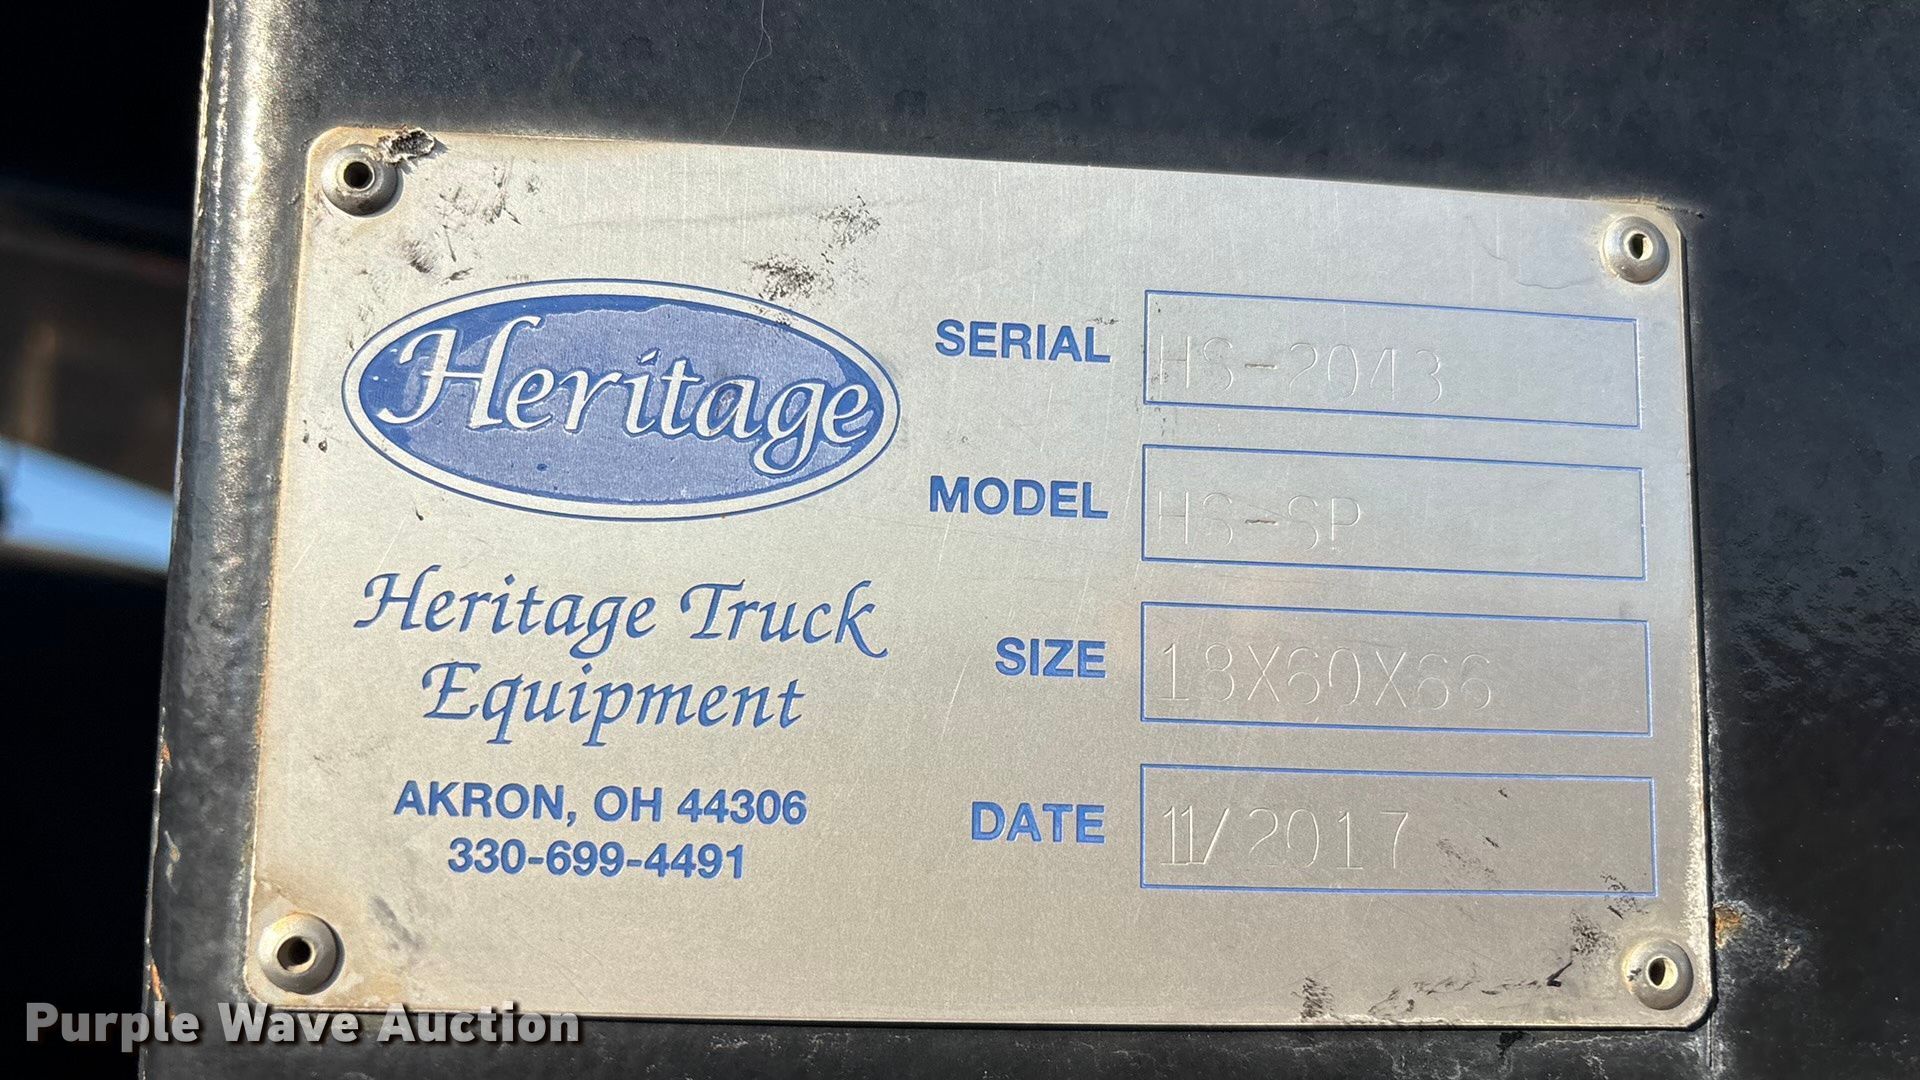 Heritage
Heritage Truck
Equipment
AKRON, OH 44306
330-699-4491
SERIAL HS-2043
MODEL HS-SP
SIZE 18X60X66
DATE 11/2017
Purple Wave Auction